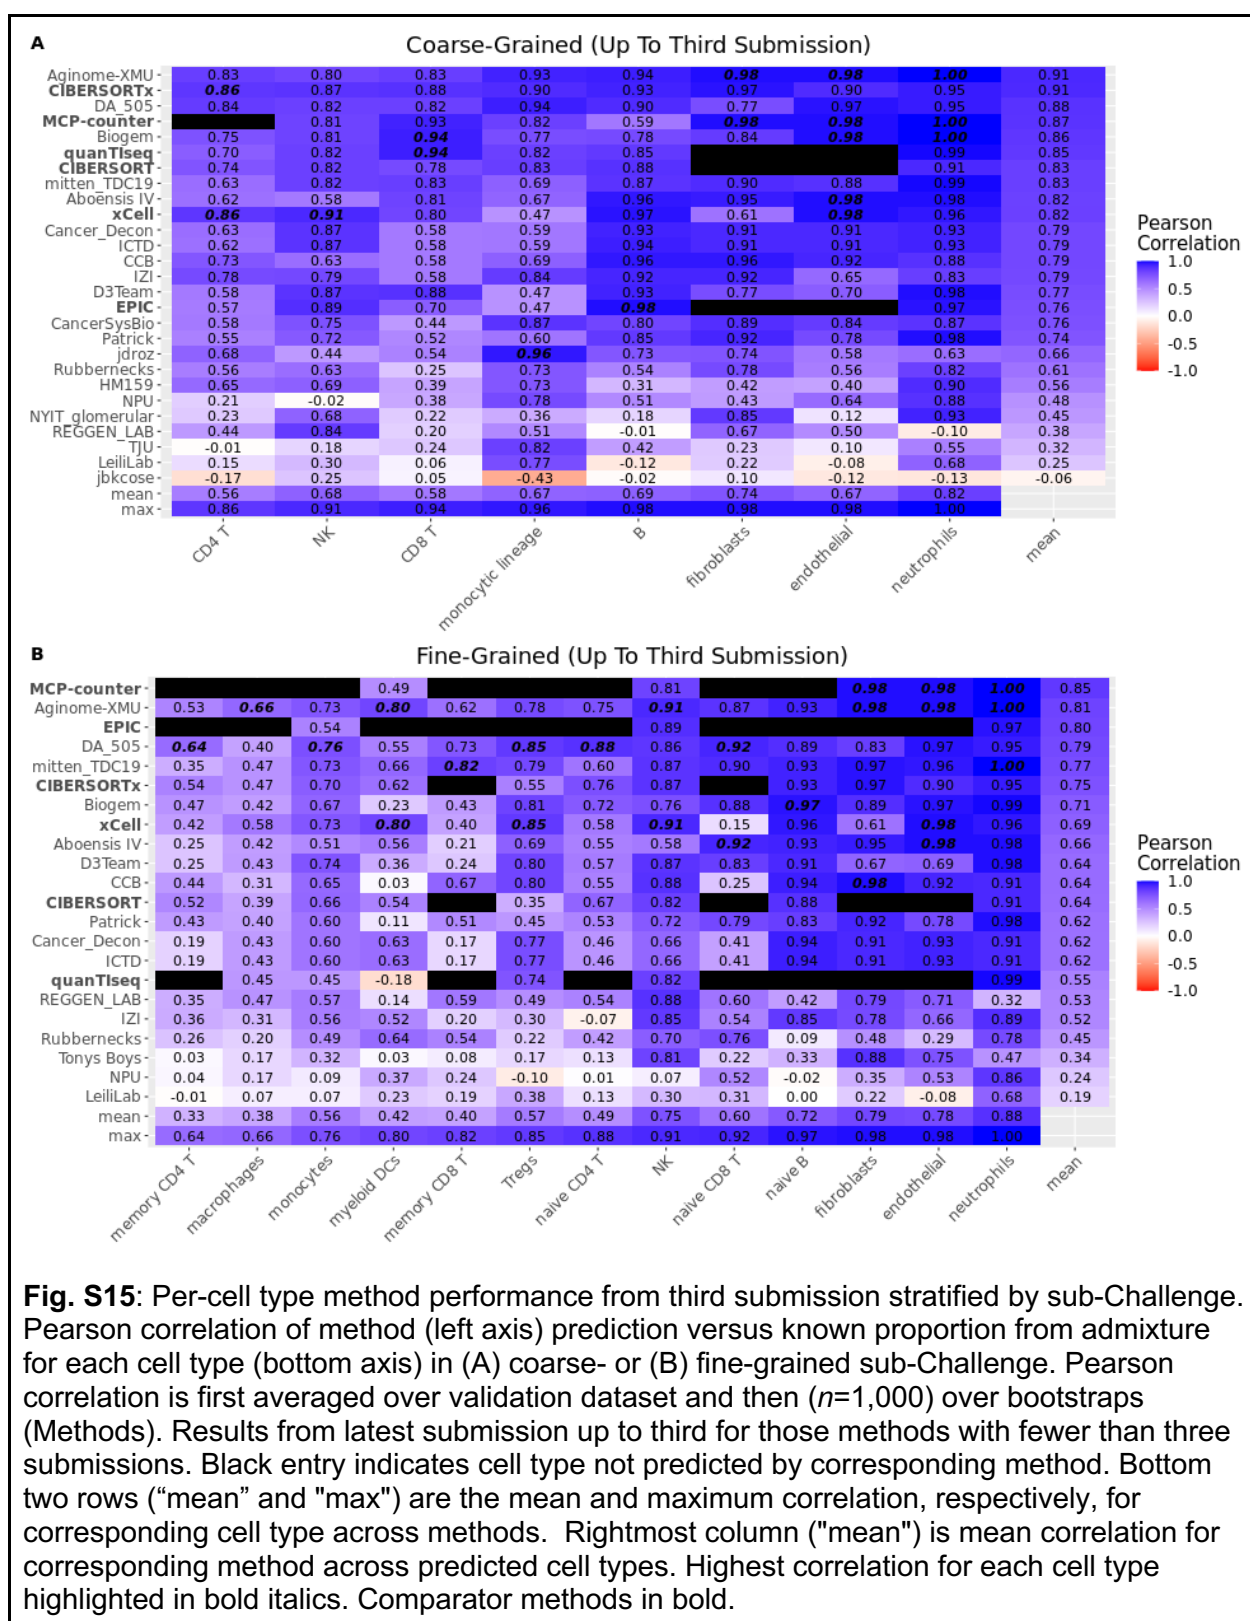 A
Coarse-Grained (Up To Third Submission)
Aginome-XMU 0.83 0.80 0.83 0.93 0.94 0.98 0.98 1.00 0.91
CIBERSORTx 0.86 0.87 0.88 0.90 0.93 0.97 0.90 0.95 0.91
DA_505 0.84 0.82 0.82 0.94 0.90 0.77 0.97 0.95 0.88
MCP-counter 0.81 0.93 0.82 0.59 0.98 0.98 1.00 0.87
Biogem 0.75 0.81 0.94 0.77 0.78 0.84 0.98 1.00 0.86
quanTIseq 0.70 0.82 0.94 0.82 0.85 0.99 0.85
CIBERSORT 0.74 0.82 0.78 0.83 0.88 0.91 0.83
mitten_TDC19 0.63 0.82 0.83 0.69 0.87 0.90 0.88 0.99 0.83
Aboensis IV 0.62 0.58 0.81 0.67 0.96 0.95 0.98 0.98 0.82
xCell 0.86 0.91 0.80 0.47 0.97 0.61 0.98 0.96 0.82
Cancer_Decon 0.63 0.87 0.58 0.59 0.93 0.91 0.91 0.93 0.79
ICTD 0.62 0.87 0.58 0.59 0.94 0.91 0.91 0.93 0.79
CCB 0.73 0.63 0.58 0.69 0.96 0.96 0.92 0.88 0.79
IZI 0.78 0.79 0.58 0.84 0.92 0.92 0.65 0.83 0.79
D3Team 0.58 0.87 0.88 0.47 0.93 0.77 0.70 0.98 0.77
EPIC 0.57 0.89 0.70 0.47 0.98 0.97 0.76
CancerSysBio 0.58 0.75 0.44 0.87 0.80 0.89 0.84 0.87 0.76
Patrick 0.55 0.72 0.52 0.60 0.85 0.92 0.78 0.98 0.74
jdroz 0.68 0.44 0.54 0.96 0.73 0.74 0.58 0.63 0.66
Rubbernecks 0.56 0.63 0.25 0.73 0.54 0.78 0.56 0.82 0.61
HM159 0.65 0.69 0.39 0.73 0.31 0.42 0.40 0.90 0.56
NPU 0.21 -0.02 0.38 0.78 0.51 0.43 0.64 0.88 0.48
NYIT_glomerular 0.23 0.68 0.22 0.36 0.18 0.85 0.12 0.93 0.45
REGGEN_LAB 0.44 0.84 0.20 0.51 -0.01 0.67 0.50 -0.10 0.38
TJU -0.01 0.18 0.24 0.82 0.42 0.23 0.10 0.55 0.32
LeiliLab 0.15 0.30 0.06 0.77 -0.12 0.22 -0.08 0.68 0.25
jbkcose -0.17 0.25 0.05 -0.43 -0.02 0.10 -0.12 -0.13 -0.06
mean 0.56 0.68 0.58 0.67 0.69 0.74 0.67 0.82
max 0.86 0.91 0.94 0.96 0.98 0.98 0.98 1.00
CD4 T NK CD8 T monocytic lineage B fibroblasts endothelial neutrophils mean
Pearson
Correlation
1.0
0.5
0.0
-0.5
-1.0
B
Fine-Grained (Up To Third Submission)
MCP-counter 0.49 0.81 0.98 0.98 1.00 0.85
Aginome-XMU 0.53 0.66 0.73 0.80 0.62 0.78 0.75 0.91 0.87 0.93 0.98 0.98 1.00 0.81
EPIC 0.54 0.89 0.97 0.80
DA_505 0.64 0.40 0.76 0.55 0.73 0.85 0.88 0.86 0.92 0.89 0.83 0.97 0.95 0.79
mitten_TDC19 0.35 0.47 0.73 0.66 0.82 0.79 0.60 0.87 0.90 0.93 0.97 0.96 1.00 0.77
CIBERSORTx 0.54 0.47 0.70 0.62 0.55 0.76 0.87 0.93 0.97 0.90 0.95 0.75
Biogem 0.47 0.42 0.67 0.23 0.43 0.81 0.72 0.76 0.88 0.97 0.89 0.97 0.99 0.71
xCell 0.42 0.58 0.73 0.80 0.40 0.85 0.58 0.91 0.15 0.96 0.61 0.98 0.96 0.69
Aboensis IV 0.25 0.42 0.51 0.56 0.21 0.69 0.55 0.58 0.92 0.93 0.95 0.98 0.98 0.66
D3Team 0.25 0.43 0.74 0.36 0.24 0.80 0.57 0.87 0.83 0.91 0.67 0.69 0.98 0.64
CCB 0.44 0.31 0.65 0.03 0.67 0.80 0.55 0.88 0.25 0.94 0.98 0.92 0.91 0.64
CIBERSORT 0.52 0.39 0.66 0.54 0.35 0.67 0.82 0.88 0.91 0.64
Patrick 0.43 0.40 0.60 0.11 0.51 0.45 0.53 0.72 0.79 0.83 0.92 0.78 0.98 0.62
Cancer_Decon 0.19 0.43 0.60 0.63 0.17 0.77 0.46 0.66 0.41 0.94 0.91 0.93 0.91 0.62
ICTD 0.19 0.43 0.60 0.63 0.17 0.77 0.46 0.66 0.41 0.94 0.91 0.93 0.91 0.62
quanTIseq 0.45 0.45 -0.18 0.74 0.82 0.99 0.55
REGGEN_LAB 0.35 0.47 0.57 0.14 0.59 0.49 0.54 0.88 0.60 0.42 0.79 0.71 0.32 0.53
IZI 0.36 0.31 0.56 0.52 0.20 0.30 -0.07 0.85 0.54 0.85 0.78 0.66 0.89 0.52
Rubbernecks 0.26 0.20 0.49 0.64 0.54 0.22 0.42 0.70 0.76 0.09 0.48 0.29 0.78 0.45
Tonys Boys 0.03 0.17 0.32 0.03 0.08 0.17 0.13 0.81 0.22 0.33 0.88 0.75 0.47 0.34
NPU 0.04 0.17 0.09 0.37 0.24 -0.10 0.01 0.07 0.52 -0.02 0.35 0.53 0.86 0.24
LeiliLab -0.01 0.07 0.07 0.23 0.19 0.38 0.13 0.30 0.31 0.00 0.22 -0.08 0.68 0.19
mean 0.33 0.38 0.56 0.42 0.40 0.57 0.49 0.75 0.60 0.72 0.79 0.78 0.88
max 0.64 0.66 0.76 0.80 0.82 0.85 0.88 0.91 0.92 0.97 0.98 0.98 1.00
memory CD4 T macrophages monocytes myeloid DCs memory CD8 T Tregs naive CD4 T NK naive CD8 T naive B fibroblasts endothelial neutrophils mean
Pearson
Correlation
1.0
0.5
0.0
-0.5
-1.0
Fig. S15: Per-cell type method performance from third submission stratified by sub-Challenge.
Pearson correlation of method (left axis) prediction versus known proportion from admixture
for each cell type (bottom axis) in (A) coarse- or (B) fine-grained sub-Challenge. Pearson
correlation is first averaged over validation dataset and then (n=1,000) over bootstraps
(Methods). Results from latest submission up to third for those methods with fewer than three
submissions. Black entry indicates cell type not predicted by corresponding method. Bottom
two rows (“mean” and "max") are the mean and maximum correlation, respectively, for
corresponding cell type across methods. Rightmost column ("mean") is mean correlation for
corresponding method across predicted cell types. Highest correlation for each cell type
highlighted in bold italics. Comparator methods in bold.